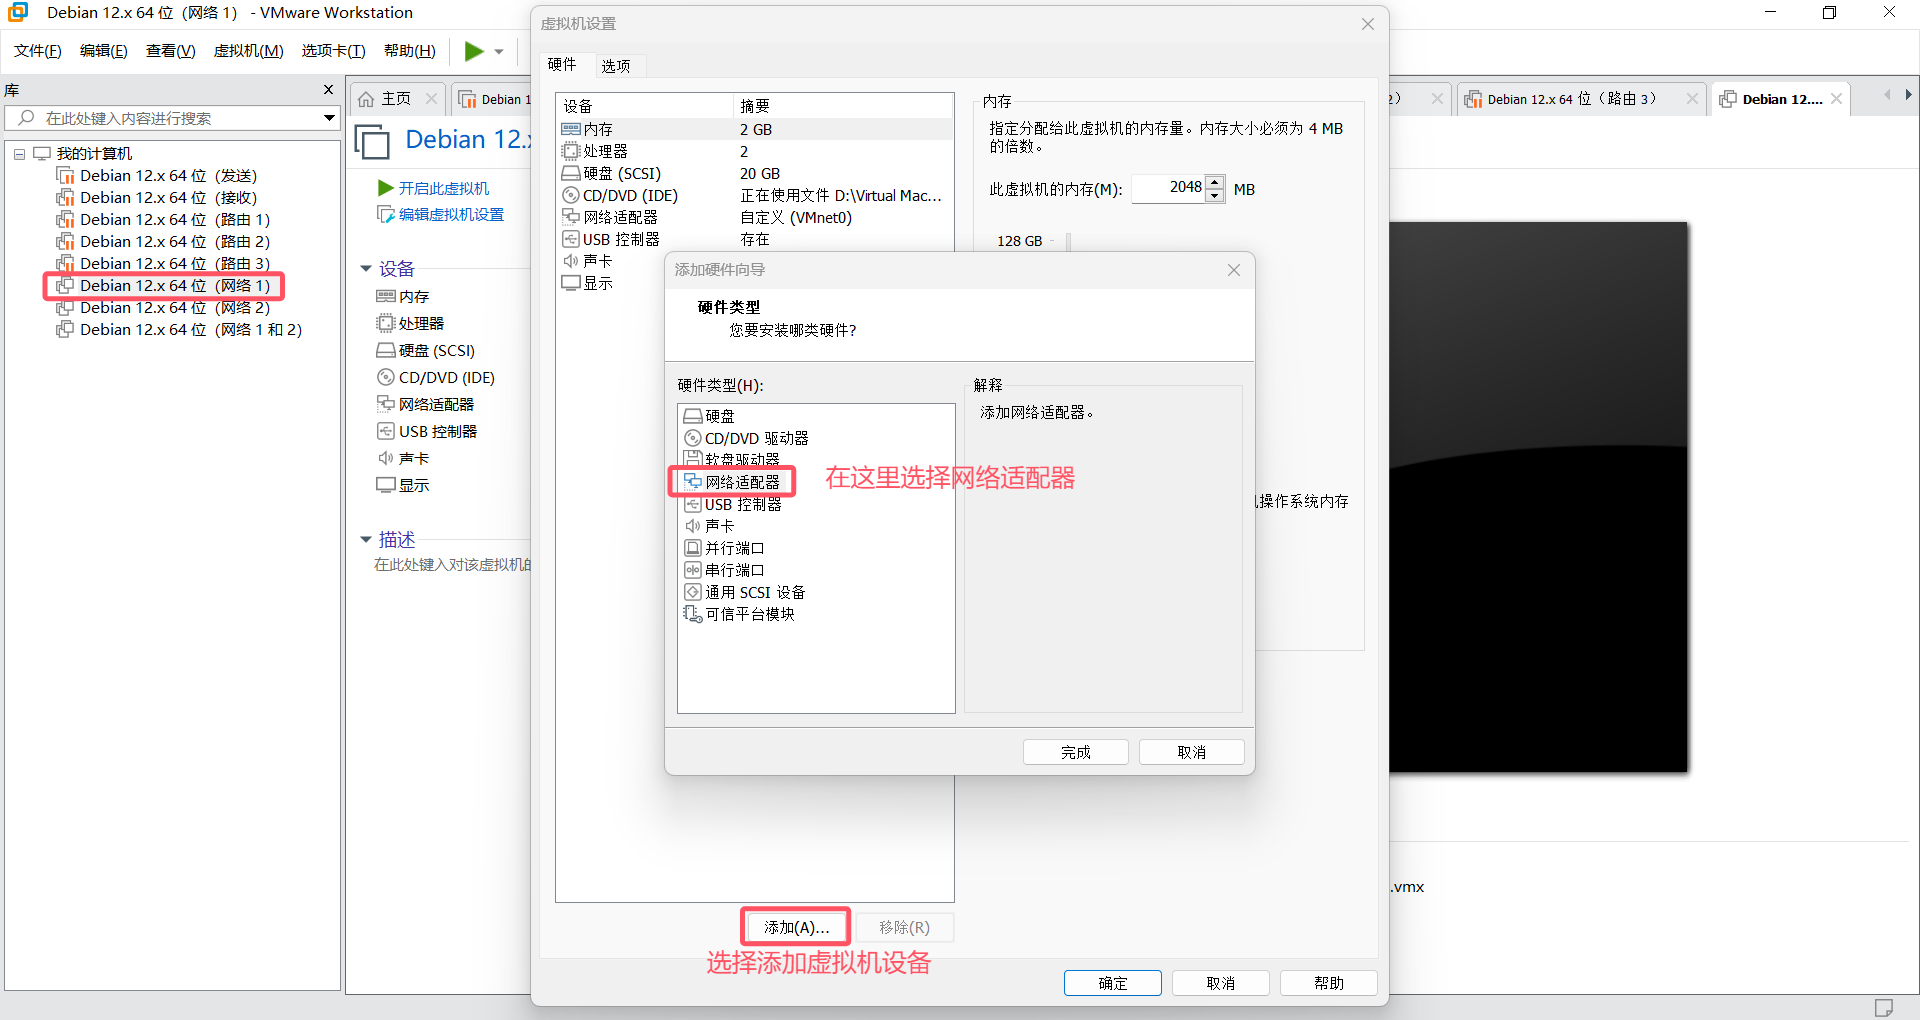 Debian 12.x 64 位（网络 1） - VMware Workstation
文件(F) 编辑(E) 查看(V) 虚拟机(M) 选项卡(T) 帮助(H)
库
在此处键入内容进行搜索
我的计算机
Debian 12.x 64 位（发送）
Debian 12.x 64 位（接收）
Debian 12.x 64 位（路由 1）
Debian 12.x 64 位（路由 2）
Debian 12.x 64 位（路由 3）
Debian 12.x 64 位（网络 1）
Debian 12.x 64 位（网络 2）
Debian 12.x 64 位（网络 1 和 2）
主页
Debian 1
2）
Debian 12.x 64 位（路由 3）
Debian 12....
Debian 12.x
开启此虚拟机
编辑虚拟机设置
设备
内存
处理器
硬盘 (SCSI)
CD/DVD (IDE)
网络适配器
USB 控制器
声卡
显示
描述
在此处键入对该虚拟机的
虚拟机设置
硬件 选项
设备 摘要
内存 2 GB
处理器 2
硬盘 (SCSI) 20 GB
CD/DVD (IDE) 正在使用文件 D:\Virtual Mac...
网络适配器 自定义 (VMnet0)
USB 控制器 存在
声卡
显示
内存
指定分配给此虚拟机的内存量。内存大小必须为 4 MB
的倍数。
此虚拟机的内存(M): 2048 MB
128 GB
机操作系统内存
添加硬件向导
硬件类型
您要安装哪类硬件?
硬件类型(H):
硬盘
CD/DVD 驱动器
软盘驱动器
网络适配器
USB 控制器
声卡
并行端口
串行端口
通用 SCSI 设备
可信平台模块
解释
添加网络适配器。
在这里选择网络适配器
完成 取消
.vmx
添加(A)... 移除(R)
选择添加虚拟机设备
确定 取消 帮助